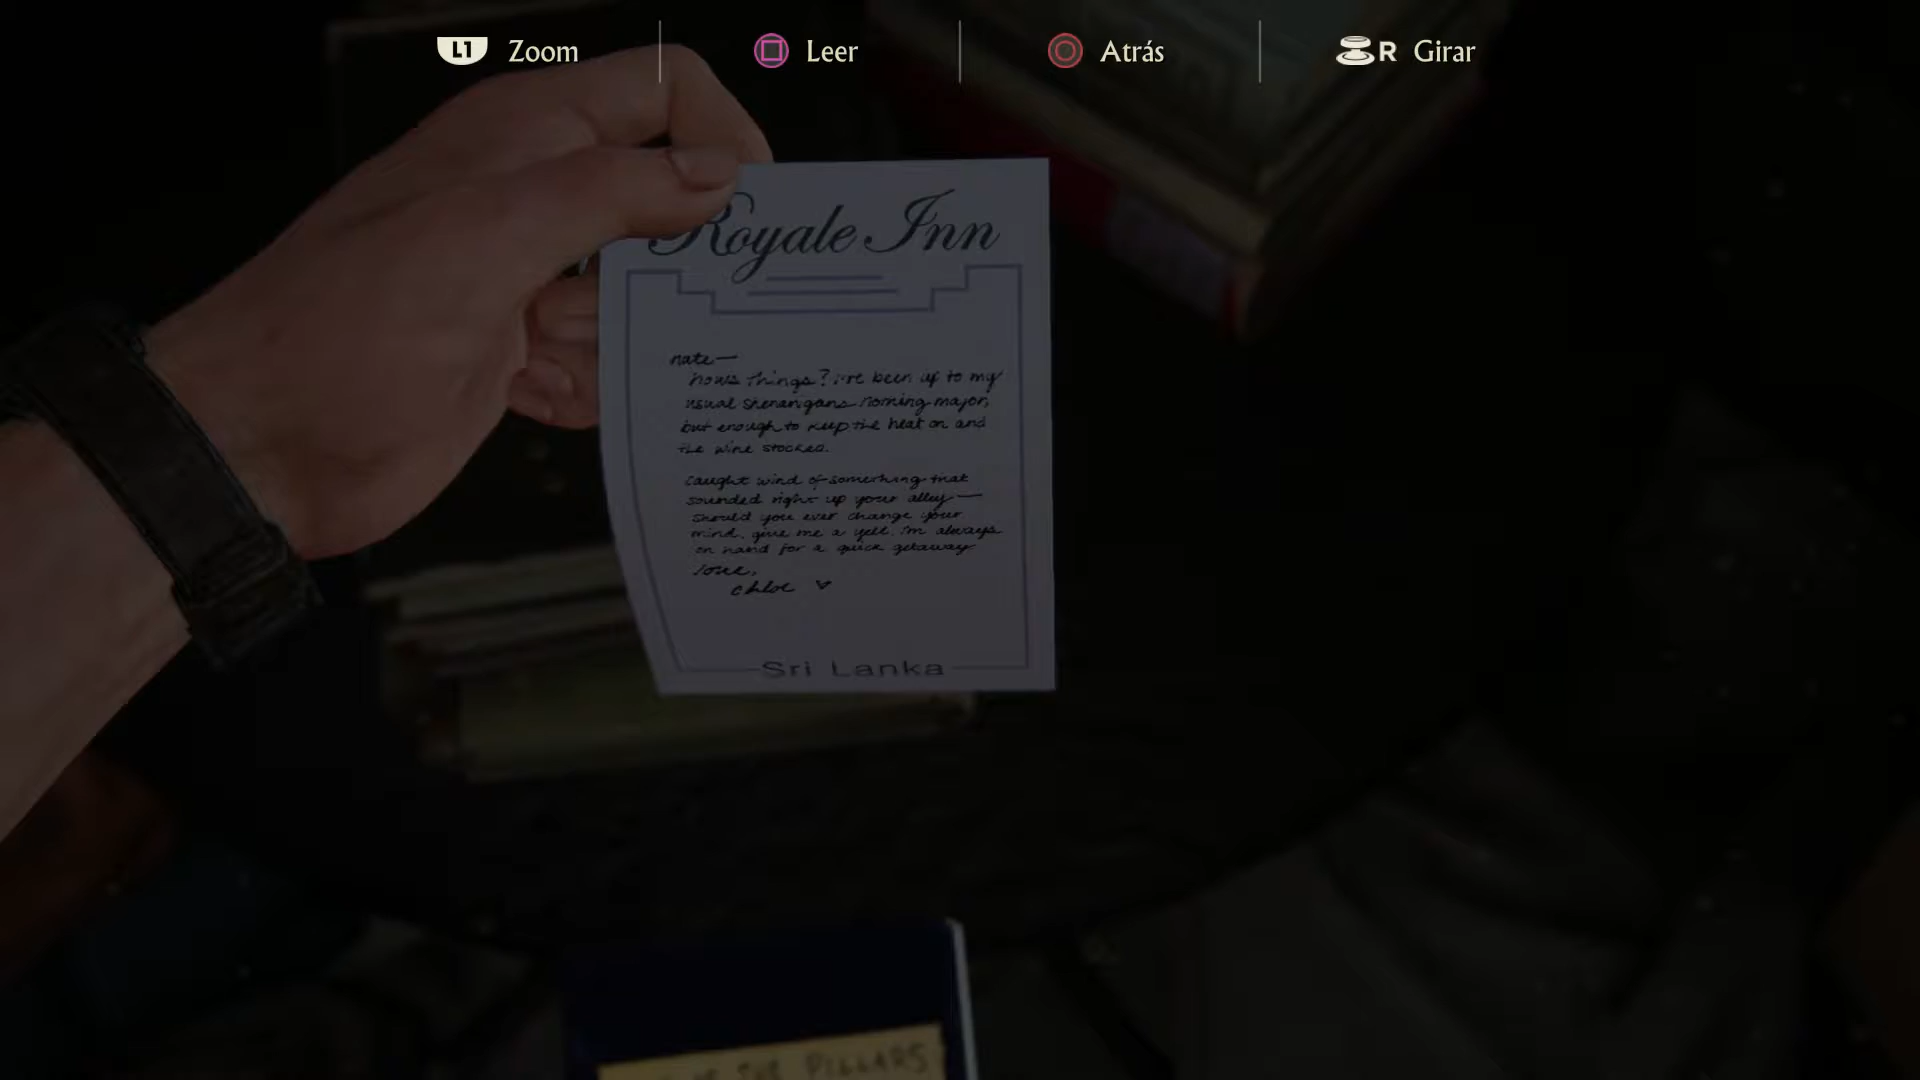 L1 Zoom
Leer
Atrás
R Girar
Royale Inn
nate—
hows things? i've been up to my
usual shenanigans. nothing major,
but enough to keep the heat on and
the wine stocked.
caught wind of something that
sounded right up your alley—
should you ever change your
mind, give me a yell. i'm always
on hand for a quick getaway
love,
chloe
Sri Lanka
THE PILLARS